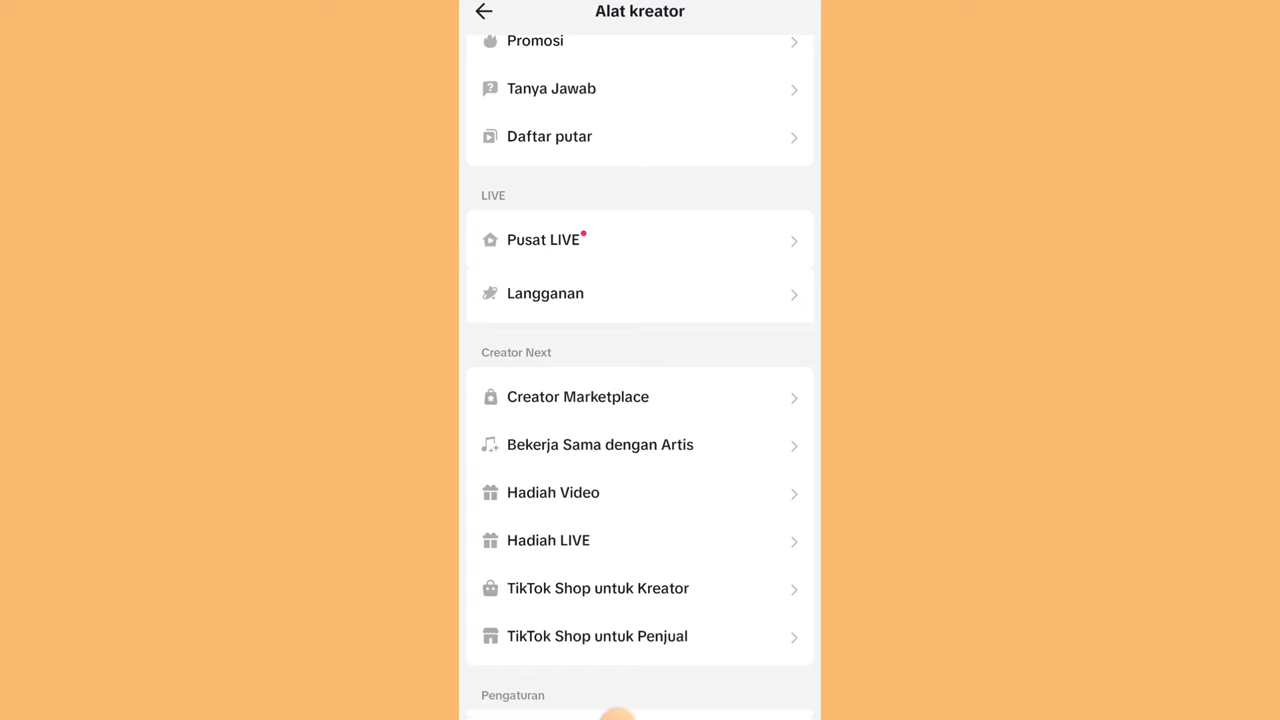 Alat kreator
Promosi
Tanya Jawab
Daftar putar
LIVE
Pusat LIVE
Langganan
Creator Next
Creator Marketplace
Bekerja Sama dengan Artis
Hadiah Video
Hadiah LIVE
TikTok Shop untuk Kreator
TikTok Shop untuk Penjual
Pengaturan